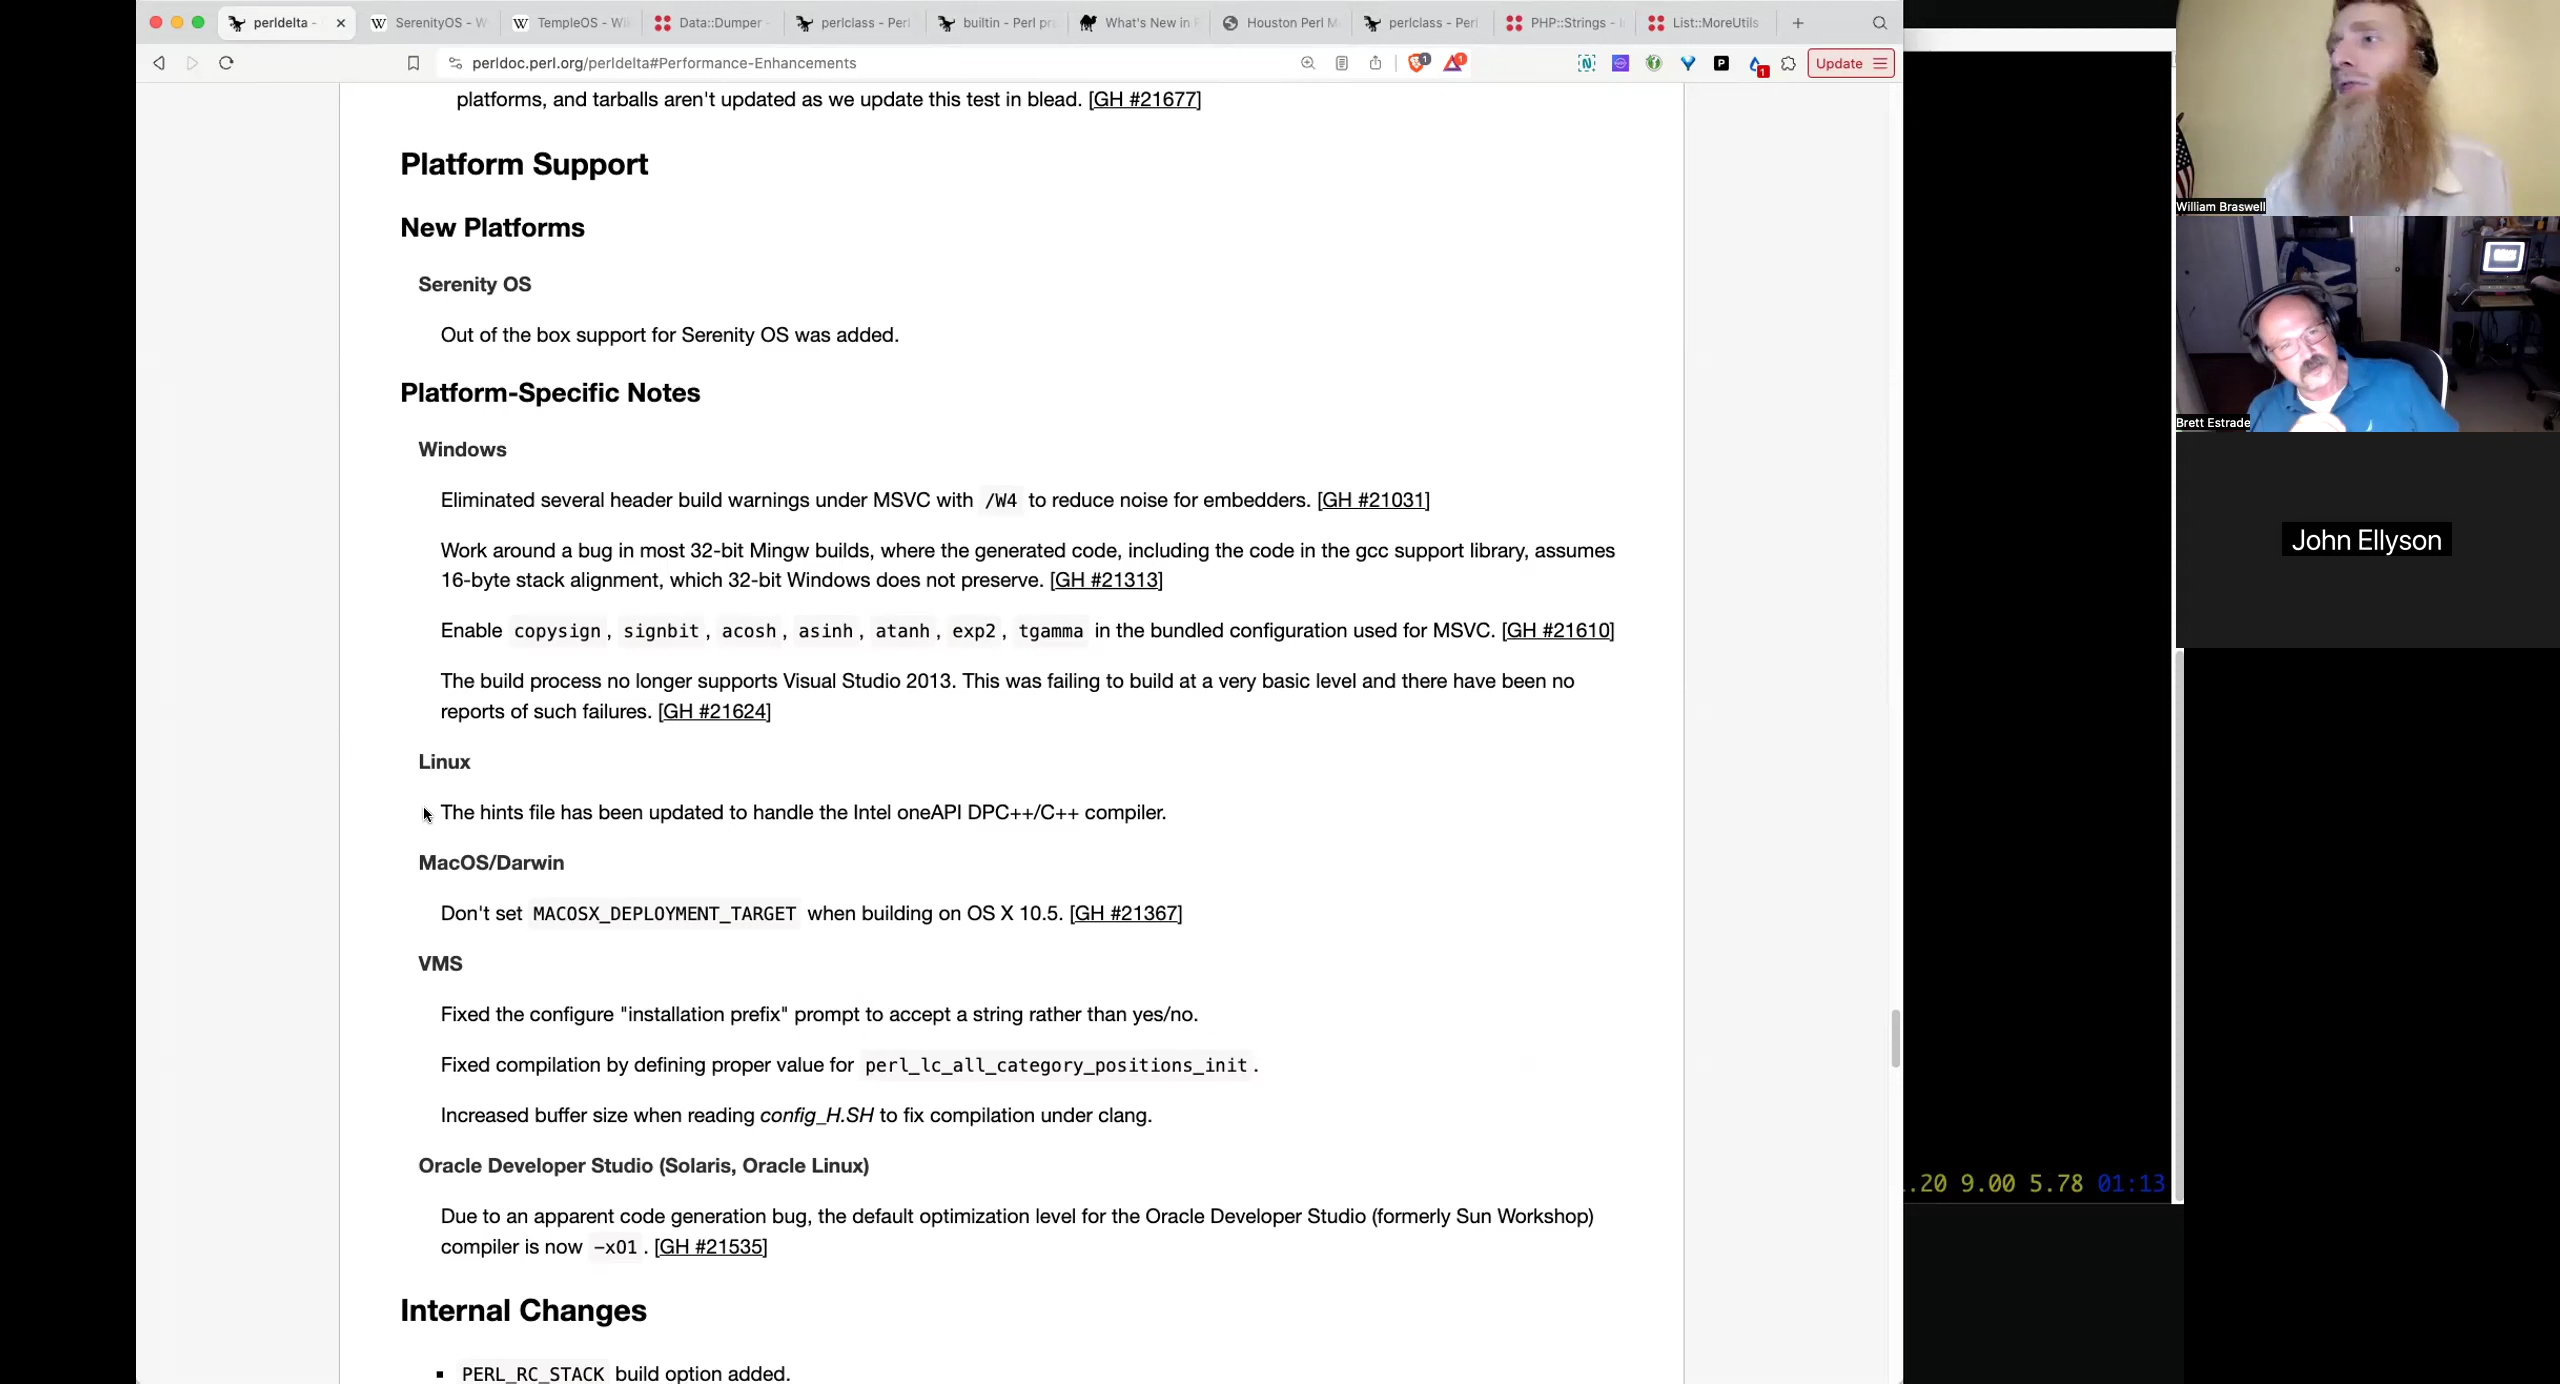 perldelta -
SerenityOS - W
TempleOS - Wi
Data::Dumper -
perlclass - Perl
builtin - Perl pr
What's New in
Houston Perl M
perlclass - Perl
PHP::Strings -
List::MoreUtils
perldoc.perl.org/perldelta#Performance-Enhancements
1
1
P
1
Update
platforms, and tarballs aren't updated as we update this test in blead. [GH #21677]
Platform Support
New Platforms
Serenity OS
Out of the box support for Serenity OS was added.
Platform-Specific Notes
Windows
Eliminated several header build warnings under MSVC with /W4 to reduce noise for embedders. [GH #21031]
Work around a bug in most 32-bit Mingw builds, where the generated code, including the code in the gcc support library, assumes
16-byte stack alignment, which 32-bit Windows does not preserve. [GH #21313]
Enable copysign, signbit, acosh, asinh, atanh, exp2, tgamma in the bundled configuration used for MSVC. [GH #21610]
The build process no longer supports Visual Studio 2013. This was failing to build at a very basic level and there have been no
reports of such failures. [GH #21624]
Linux
The hints file has been updated to handle the Intel oneAPI DPC++/C++ compiler.
MacOS/Darwin
Don't set MACOSX_DEPLOYMENT_TARGET when building on OS X 10.5. [GH #21367]
VMS
Fixed the configure "installation prefix" prompt to accept a string rather than yes/no.
Fixed compilation by defining proper value for perl_lc_all_category_positions_init.
Increased buffer size when reading config_H.SH to fix compilation under clang.
Oracle Developer Studio (Solaris, Oracle Linux)
Due to an apparent code generation bug, the default optimization level for the Oracle Developer Studio (formerly Sun Workshop)
compiler is now -xO1. [GH #21535]
Internal Changes
▪ PERL_RC_STACK build option added.
William Braswell
Brett Estrade
John Ellyson
.20 9.00 5.78 01:13